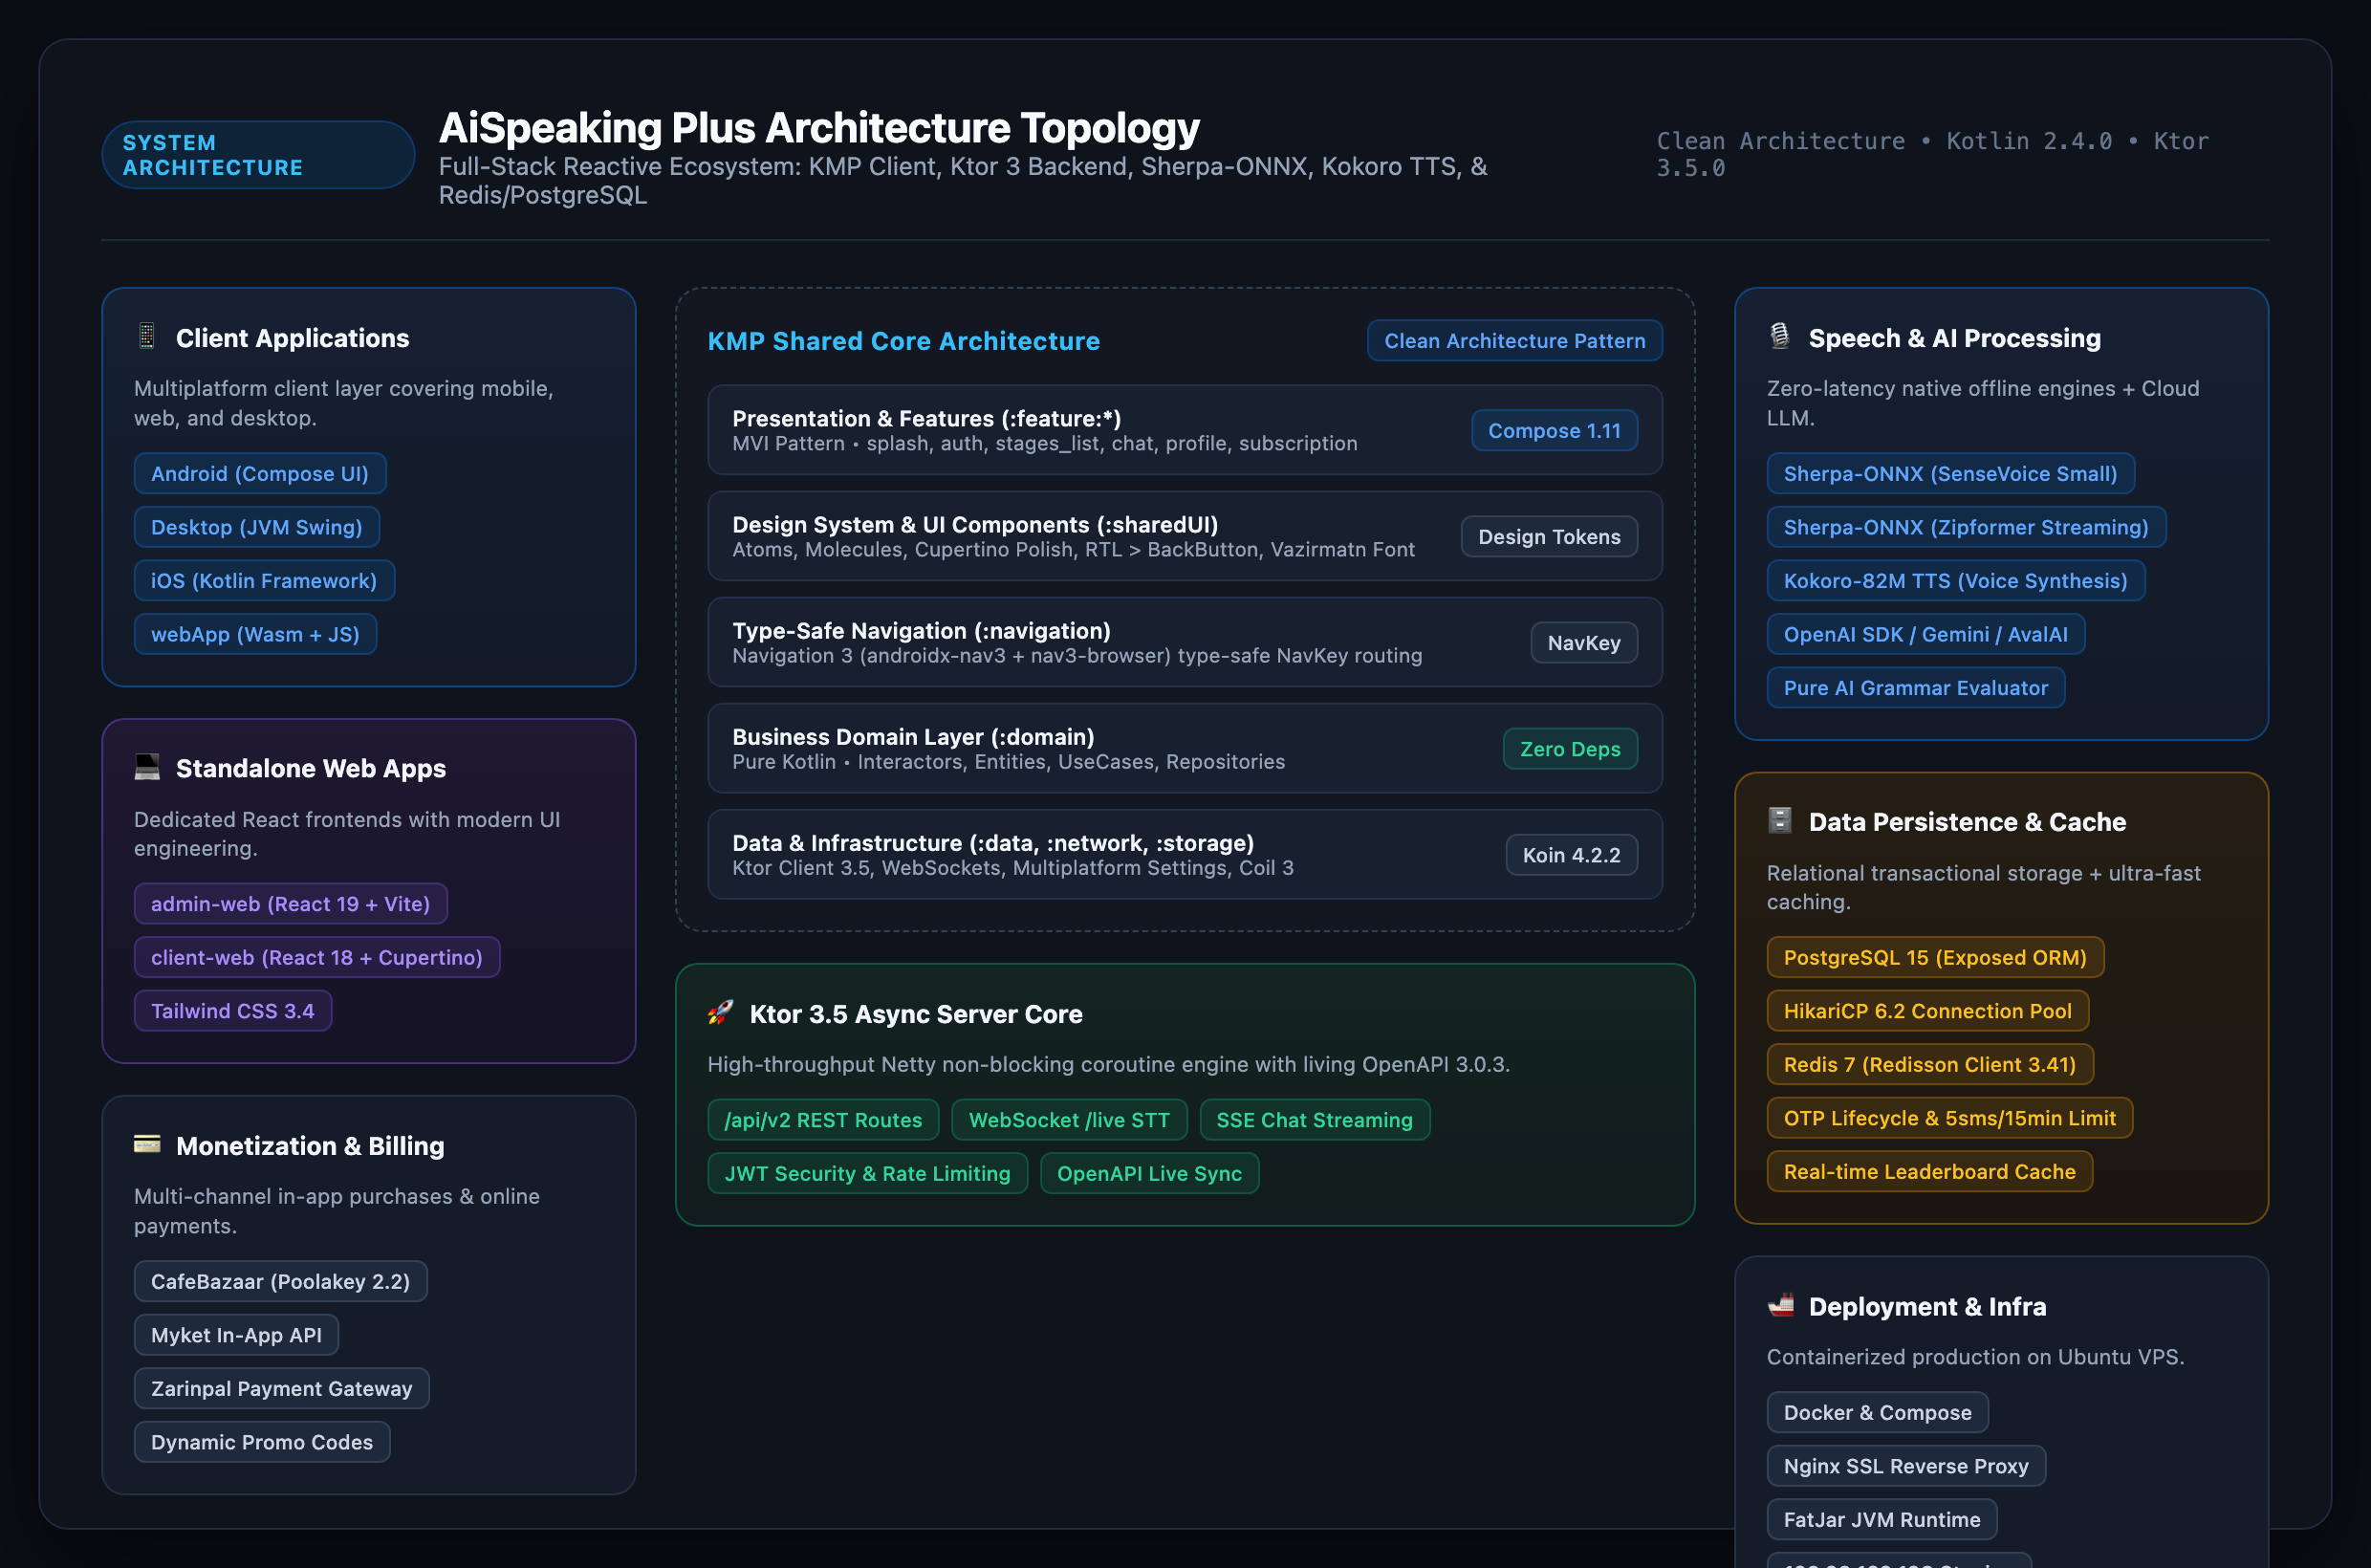 SYSTEM
ARCHITECTURE
AiSpeaking Plus Architecture Topology
Full-Stack Reactive Ecosystem: KMP Client, Ktor 3 Backend, Sherpa-ONNX, Kokoro TTS, &
Redis/PostgreSQL
Clean Architecture • Kotlin 2.4.0 • Ktor
3.5.0
Client Applications
Multiplatform client layer covering mobile,
web, and desktop.
Android (Compose UI)
Desktop (JVM Swing)
iOS (Kotlin Framework)
webApp (Wasm + JS)
Standalone Web Apps
Dedicated React frontends with modern UI
engineering.
admin-web (React 19 + Vite)
client-web (React 18 + Cupertino)
Tailwind CSS 3.4
Monetization & Billing
Multi-channel in-app purchases & online
payments.
CafeBazaar (Poolakey 2.2)
Myket In-App API
Zarinpal Payment Gateway
Dynamic Promo Codes
KMP Shared Core Architecture
Clean Architecture Pattern
Presentation & Features (:feature:*)
MVI Pattern • splash, auth, stages_list, chat, profile, subscription
Compose 1.11
Design System & UI Components (:sharedUI)
Atoms, Molecules, Cupertino Polish, RTL > BackButton, Vazirmatn Font
Design Tokens
Type-Safe Navigation (:navigation)
Navigation 3 (androidx-nav3 + nav3-browser) type-safe NavKey routing
NavKey
Business Domain Layer (:domain)
Pure Kotlin • Interactors, Entities, UseCases, Repositories
Zero Deps
Data & Infrastructure (:data, :network, :storage)
Ktor Client 3.5, WebSockets, Multiplatform Settings, Coil 3
Koin 4.2.2
Ktor 3.5 Async Server Core
High-throughput Netty non-blocking coroutine engine with living OpenAPI 3.0.3.
/api/v2 REST Routes
WebSocket /live STT
SSE Chat Streaming
JWT Security & Rate Limiting
OpenAPI Live Sync
Speech & AI Processing
Zero-latency native offline engines + Cloud
LLM.
Sherpa-ONNX (SenseVoice Small)
Sherpa-ONNX (Zipformer Streaming)
Kokoro-82M TTS (Voice Synthesis)
OpenAI SDK / Gemini / AvalAI
Pure AI Grammar Evaluator
Data Persistence & Cache
Relational transactional storage + ultra-fast
caching.
PostgreSQL 15 (Exposed ORM)
HikariCP 6.2 Connection Pool
Redis 7 (Redisson Client 3.41)
OTP Lifecycle & 5sms/15min Limit
Real-time Leaderboard Cache
Deployment & Infra
Containerized production on Ubuntu VPS.
Docker & Compose
Nginx SSL Reverse Proxy
FatJar JVM Runtime